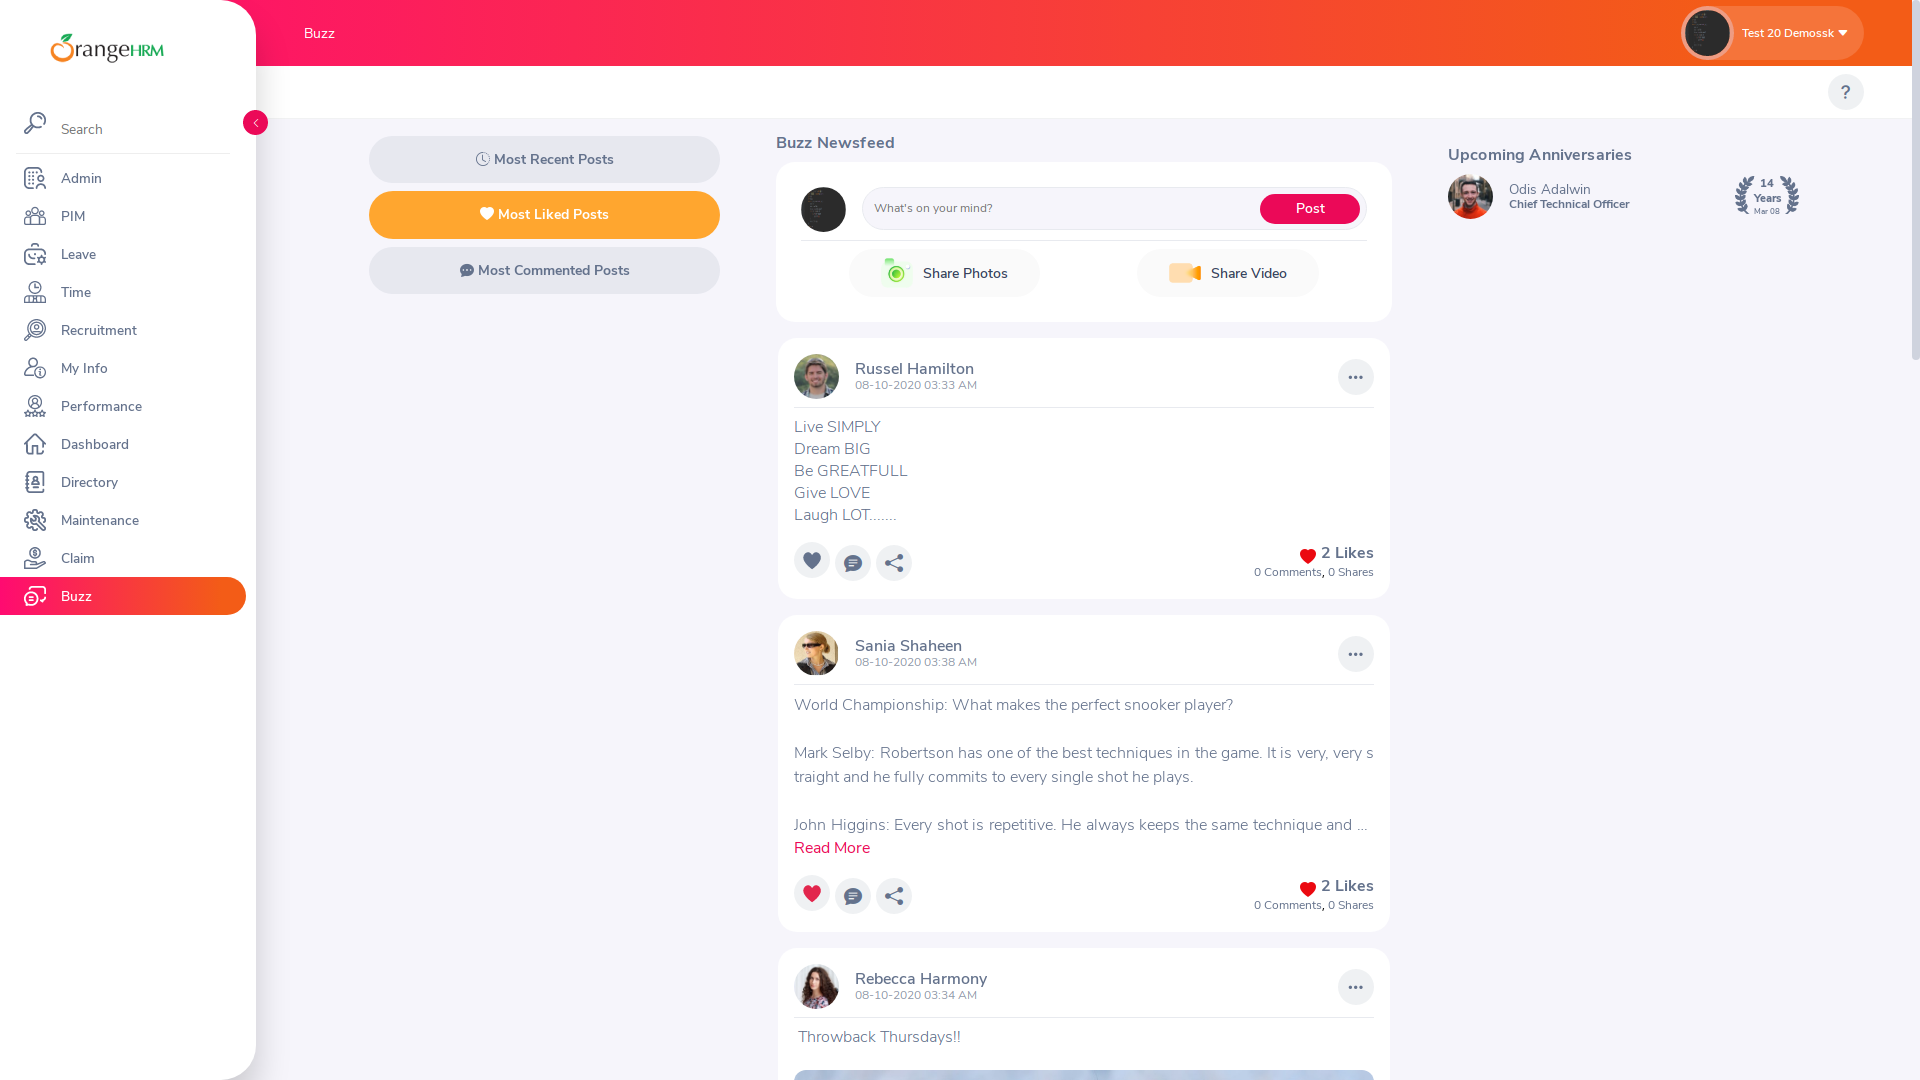 OrangeHRM
Search
Admin
PIM
Leave
Time
Recruitment
My Info
Performance
Dashboard
Directory
Maintenance
Claim
Buzz
Buzz
Test 20 Demossk
?
Most Recent Posts
Most Liked Posts
Most Commented Posts
Buzz Newsfeed
What's on your mind?
Post
Share Photos
Share Video
Russel Hamilton
08-10-2020 03:33 AM
Live SIMPLY
Dream BIG
Be GREATFULL
Give LOVE
Laugh LOT.......
2 Likes
0 Comments, 0 Shares
Sania Shaheen
08-10-2020 03:38 AM
World Championship: What makes the perfect snooker player?
Mark Selby: Robertson has one of the best techniques in the game. It is very, very s
traight and he fully commits to every single shot he plays.
John Higgins: Every shot is repetitive. He always keeps the same technique and ...
Read More
2 Likes
0 Comments, 0 Shares
Rebecca Harmony
08-10-2020 03:34 AM
Throwback Thursdays!!
Upcoming Anniversaries
Odis Adalwin
Chief Technical Officer
14
Years
Mar 08